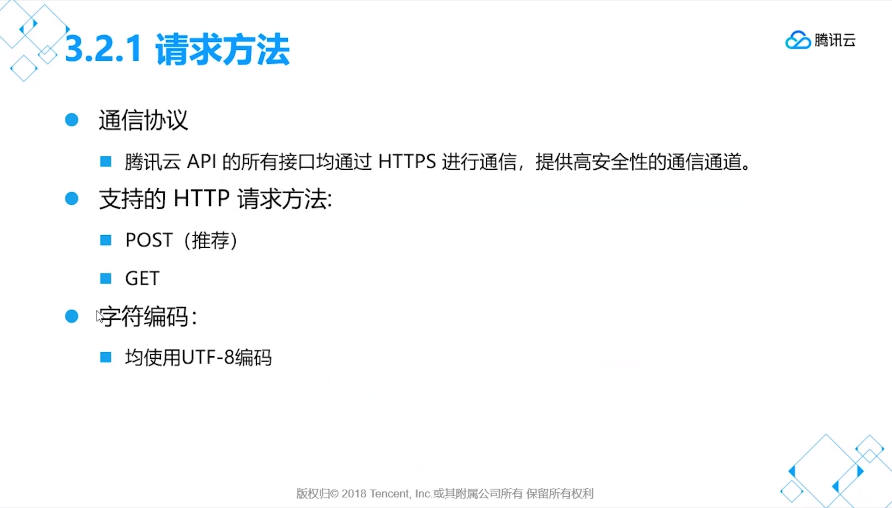 3.2.1 请求方法
腾讯云
通信协议
腾讯云 API 的所有接口均通过 HTTPS 进行通信，提供高安全性的通信通道。
支持的 HTTP 请求方法:
POST（推荐）
GET
字符编码：
均使用UTF-8编码
版权归© 2018 Tencent, Inc.或其附属公司所有 保留所有权利